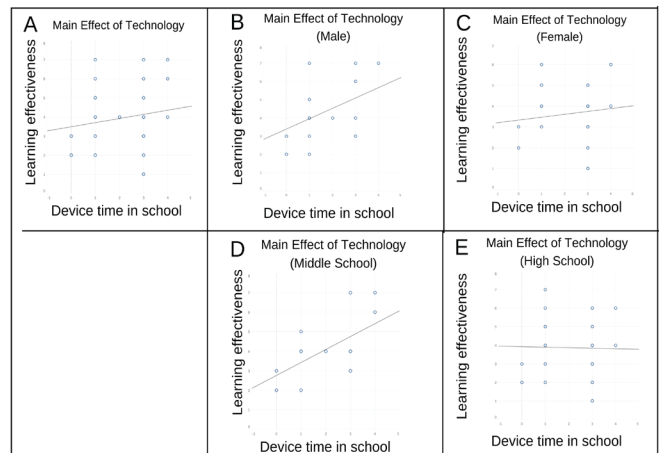 A
Main Effect of Technology
Learning effectiveness
Device time in school
B
Main Effect of Technology
(Male)
Learning effectiveness
Device time in school
C
Main Effect of Technology
(Female)
Learning effectiveness
Device time in school
D
Main Effect of Technology
(Middle School)
Learning effectiveness
Device time in school
E
Main Effect of Technology
(High School)
Learning effectiveness
Device time in school